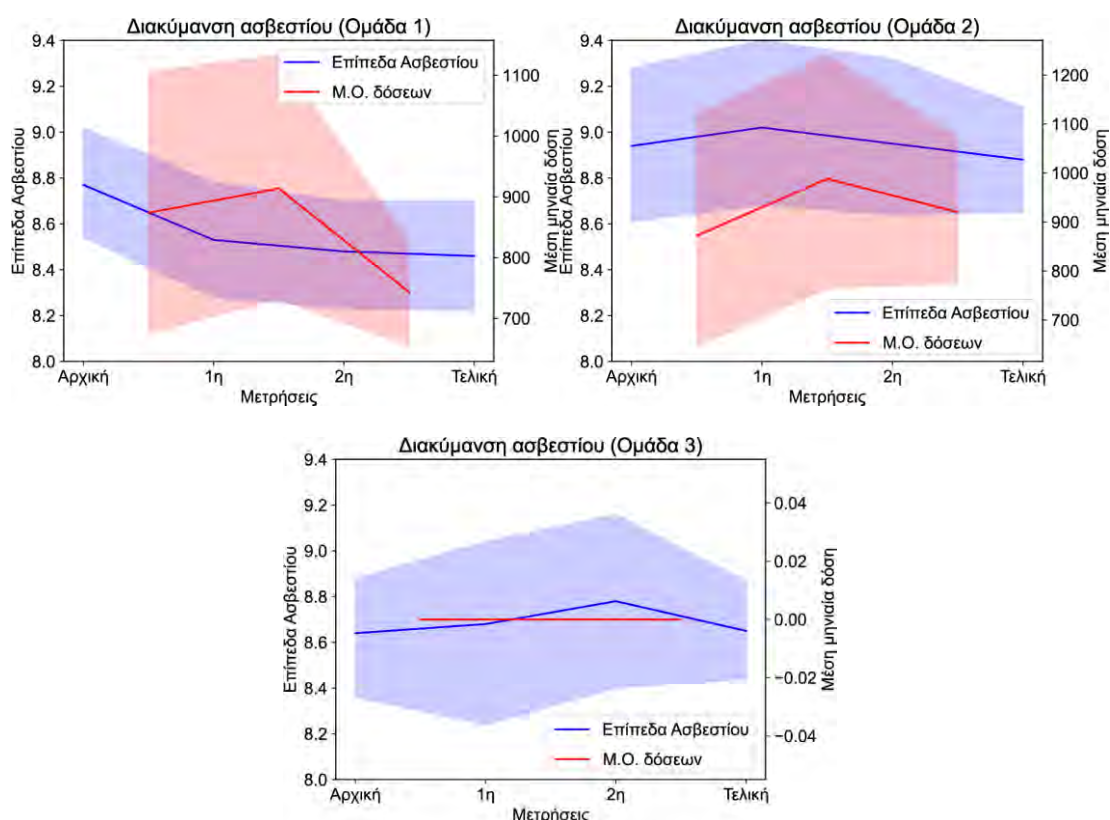 Διακύμανση ασβεστίου (Ομάδα 1)
Επίπεδα Ασβεστίου
Μ.Ο. δόσεων
9.4
9.2
9.0
8.8
8.6
8.4
8.2
8.0
Επίπεδα Ασβεστίου
1100
1000
900
800
700
Μέση μηνιαία δόση
Αρχική 1η 2η Τελική
Μετρήσεις
Διακύμανση ασβεστίου (Ομάδα 2)
9.4
9.2
9.0
8.8
8.6
8.4
8.2
8.0
Επίπεδα Ασβεστίου
1200
1100
1000
900
800
700
Μέση μηνιαία δόση
Επίπεδα Ασβεστίου
Μ.Ο. δόσεων
Αρχική 1η 2η Τελική
Μετρήσεις
Διακύμανση ασβεστίου (Ομάδα 3)
9.4
9.2
9.0
8.8
8.6
8.4
8.2
8.0
Επίπεδα Ασβεστίου
0.04
0.02
0.00
−0.02
−0.04
Μέση μηνιαία δόση
Επίπεδα Ασβεστίου
Μ.Ο. δόσεων
Αρχική 1η 2η Τελική
Μετρήσεις